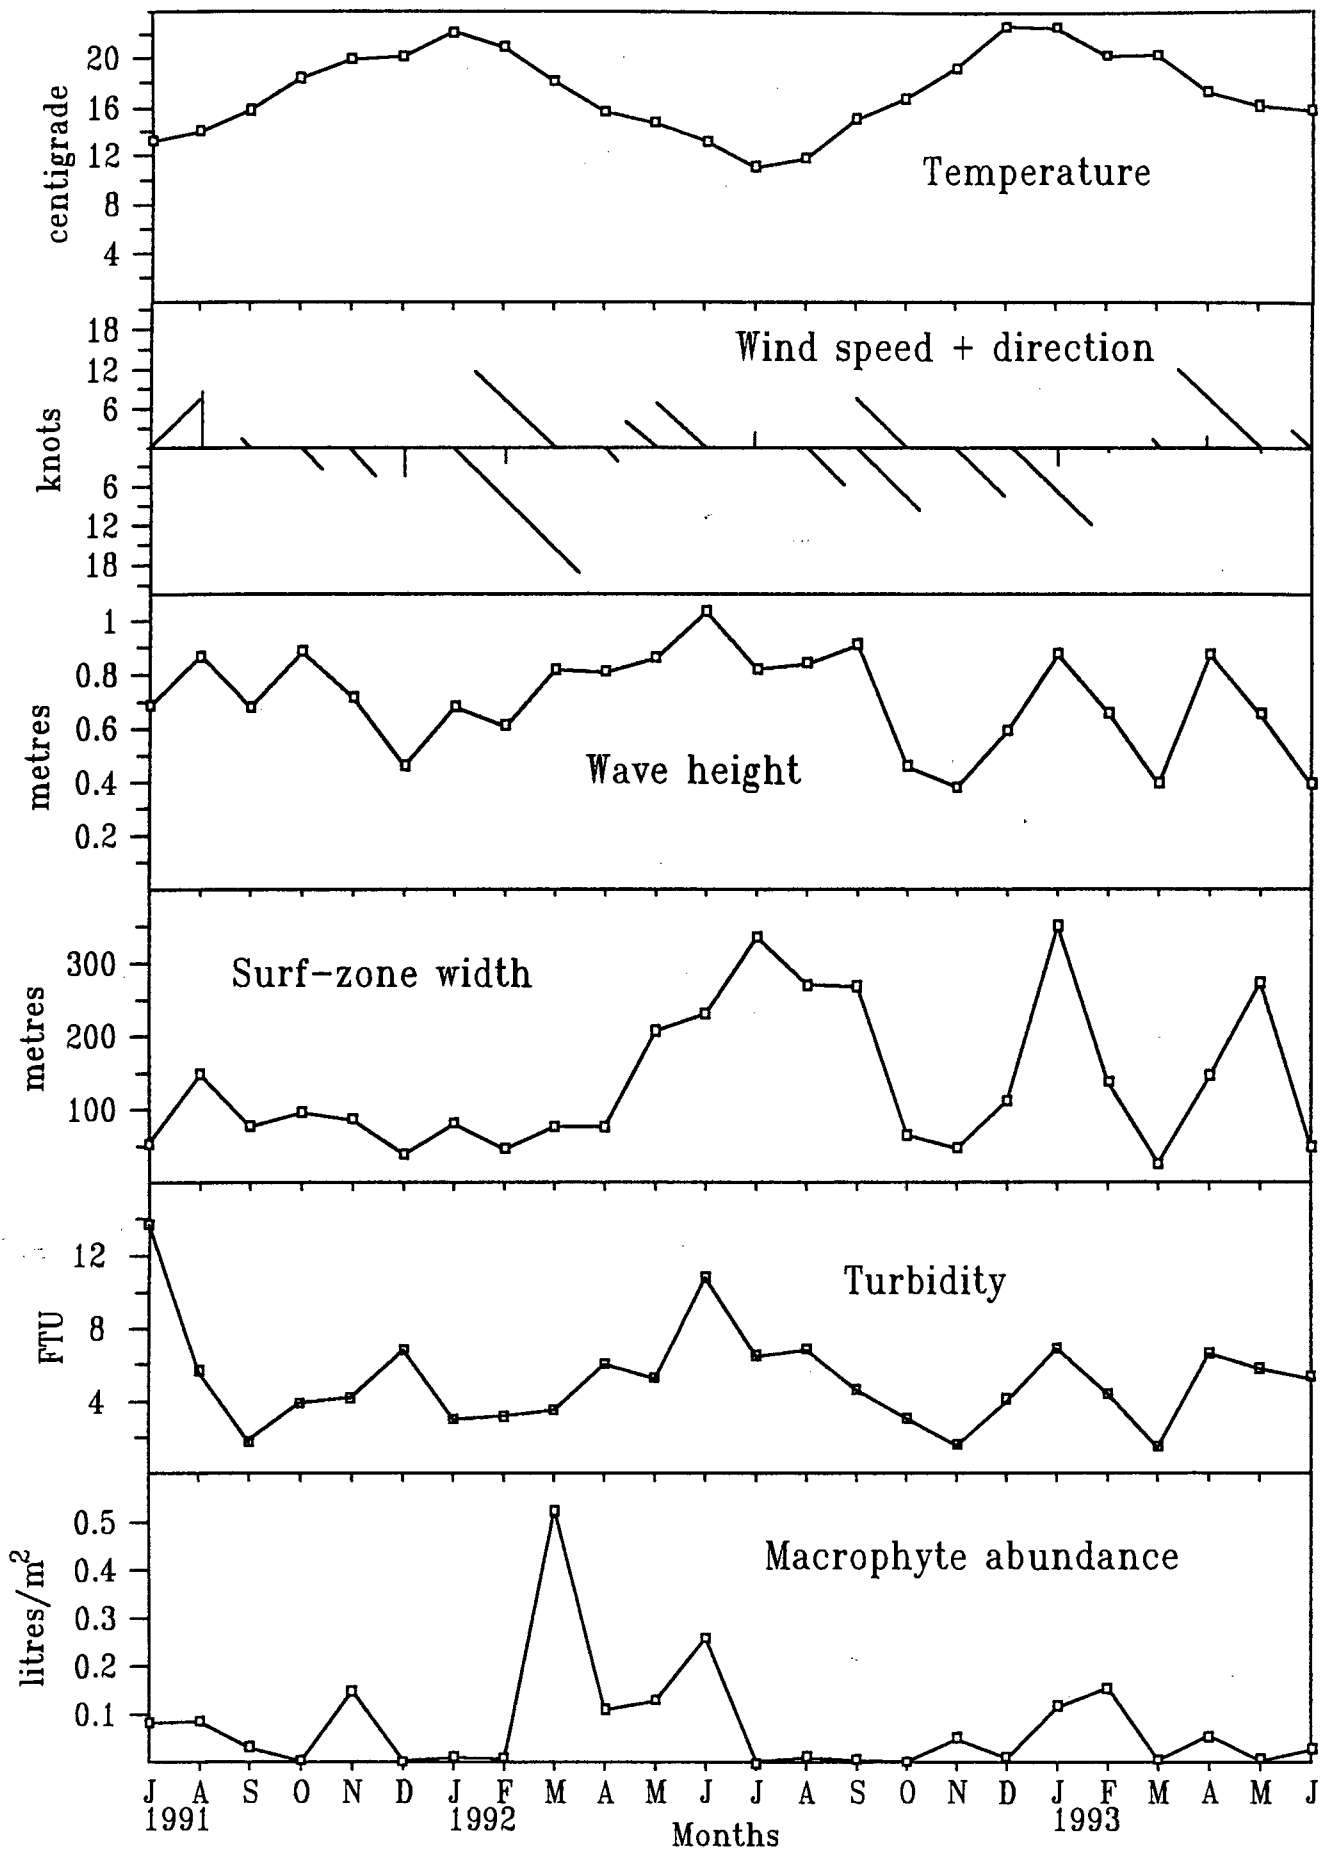 20
16
12
8
4
centigrade
Temperature
18
12
6
6
12
18
knots
Wind speed + direction
1
0.8
0.6
0.4
0.2
metres
Wave height
300
200
100
metres
Surf-zone width
12
8
4
FTU
Turbidity
0.5
0.4
0.3
0.2
0.1
litres/m²
Macrophyte abundance
J A S O N D J F M A M J J A S O N D J F M A M J
1991 1992 1993
Months